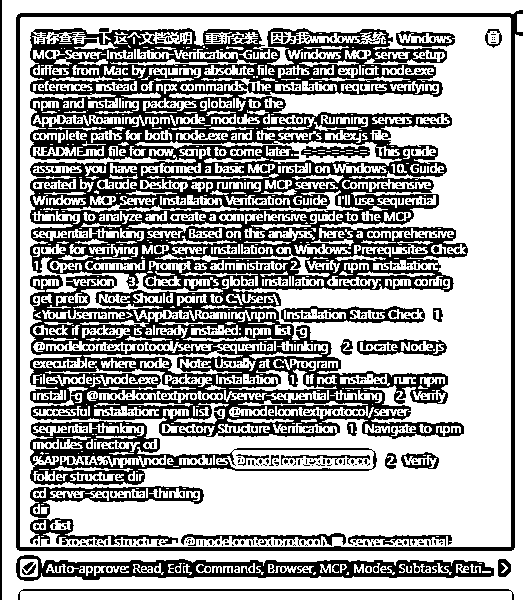 请你查看一下 这个文档说明，重新安装，因为我windows系统 - Windows
MCP-Server-Installation-Verification-Guide Windows MCP server setup
differs from Mac by requiring absolute file paths and explicit node.exe
references instead of npx commands. The installation requires verifying
npm and installing packages globally to the
AppData\Roaming\npm\node_modules directory. Running servers needs
complete paths for both node.exe and the server's index.js file.
README.md file for now, script to come later... This guide
assumes you have performed a basic MCP install on Windows 10. Guide
created by Claude Desktop app running MCP servers. Comprehensive
Windows MCP Server Installation Verification Guide I'll use sequential
thinking to analyze and create a comprehensive guide to the MCP
sequential-thinking server. Based on this analysis, here's a comprehensive
guide for verifying MCP server installation on Windows: Prerequisites Check
1. Open Command Prompt as administrator 2. Verify npm installation:
npm --version 3. Check npm's global installation directory: npm config
get prefix Note: Should point to C:\Users\
<YourUsername>\AppData\Roaming\npm Installation Status Check 1.
Check if package is already installed: npm list -g
@modelcontextprotocol/server-sequential-thinking 2. Locate Node.js
executable: where node Note: Usually at C:\Program
Files\nodejs\node.exe Package Installation 1. If not installed, run: npm
install -g @modelcontextprotocol/server-sequential-thinking 2. Verify
successful installation: npm list -g @modelcontextprotocol/server-
sequential-thinking Directory Structure Verification 1. Navigate to npm
modules directory: cd
%APPDATA%\npm\node_modules\@modelcontextprotocol 2. Verify
folder structure: dir
cd server-sequential-thinking
dir
cd dist
dir Expected structure: - @modelcontextprotocol\ server-sequential-
Auto-approve: Read, Edit, Commands, Browser, MCP, Modes, Subtasks, Retri...